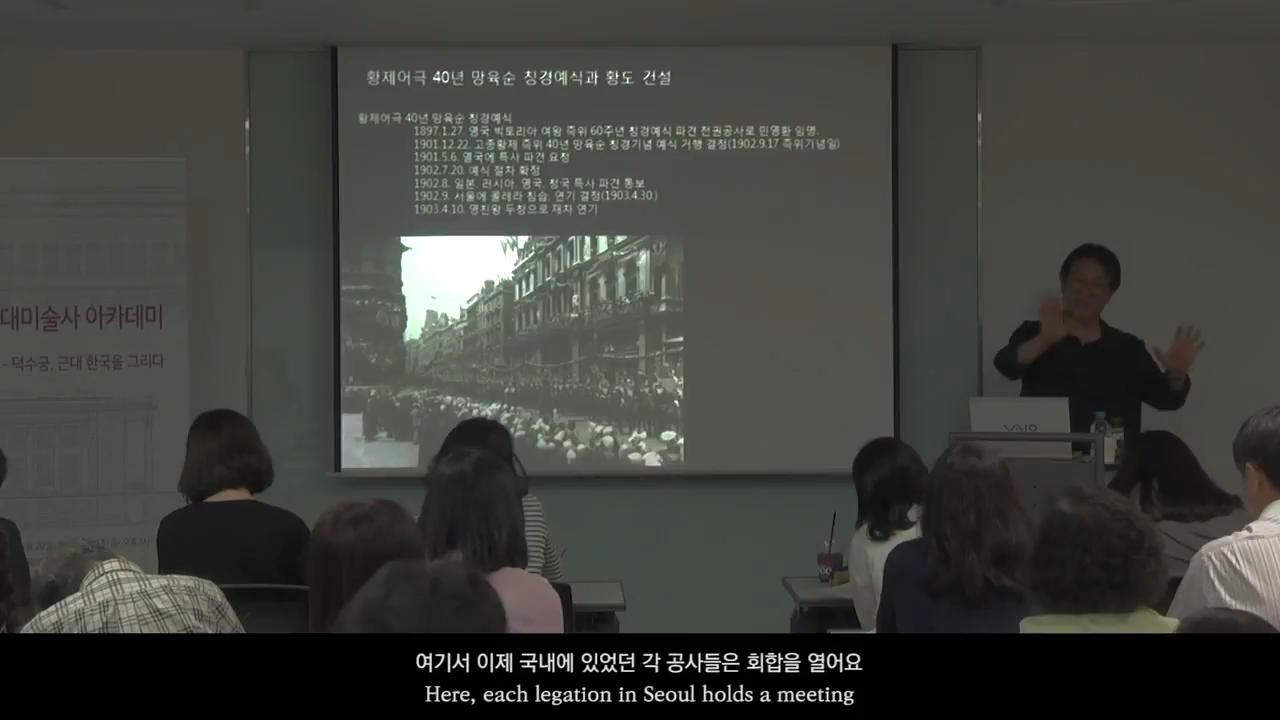 황제어극 40년 망육순 칭경예식과 황도 건설
황제어극 40년 망육순 칭경예식
1897.1.27. 영국 빅토리아 여왕 즉위 60주년 칭경예식 파견 전권공사로 민영환 임명.
1901.12.22. 고종황제 즉위 40년 망육순 칭경기념 예식 거행 결정(1902.9.17 즉위기념일)
1901.5.6. 열국에 특사 파견 요청
1902.7.20. 예식 절차 확정
1902.8. 일본, 러시아, 영국, 청국 특사 파견 통보
1902.9. 서울에 콜레라 침습, 연기 결정(1903.4.30.)
1903.4.10. 영친왕 두창으로 재차 연기
대미술사 아카데미
- 덕수궁, 근대 한국을 그리다
VAIO
여기서 이제 국내에 있었던 각 공사들은 회합을 열어요
Here, each legation in Seoul holds a meeting